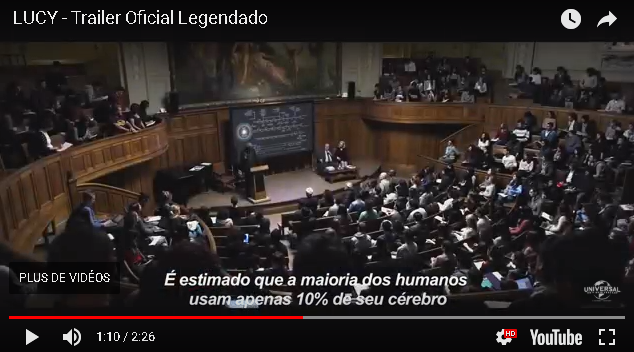 LUCY - Trailer Oficial Legendado
PLUS DE VIDÉOS
É estimado que a maioria dos humanos
usam apenas 10% de seu cérebro
UNIVERSAL
1:10 / 2:26
HD
YouTube